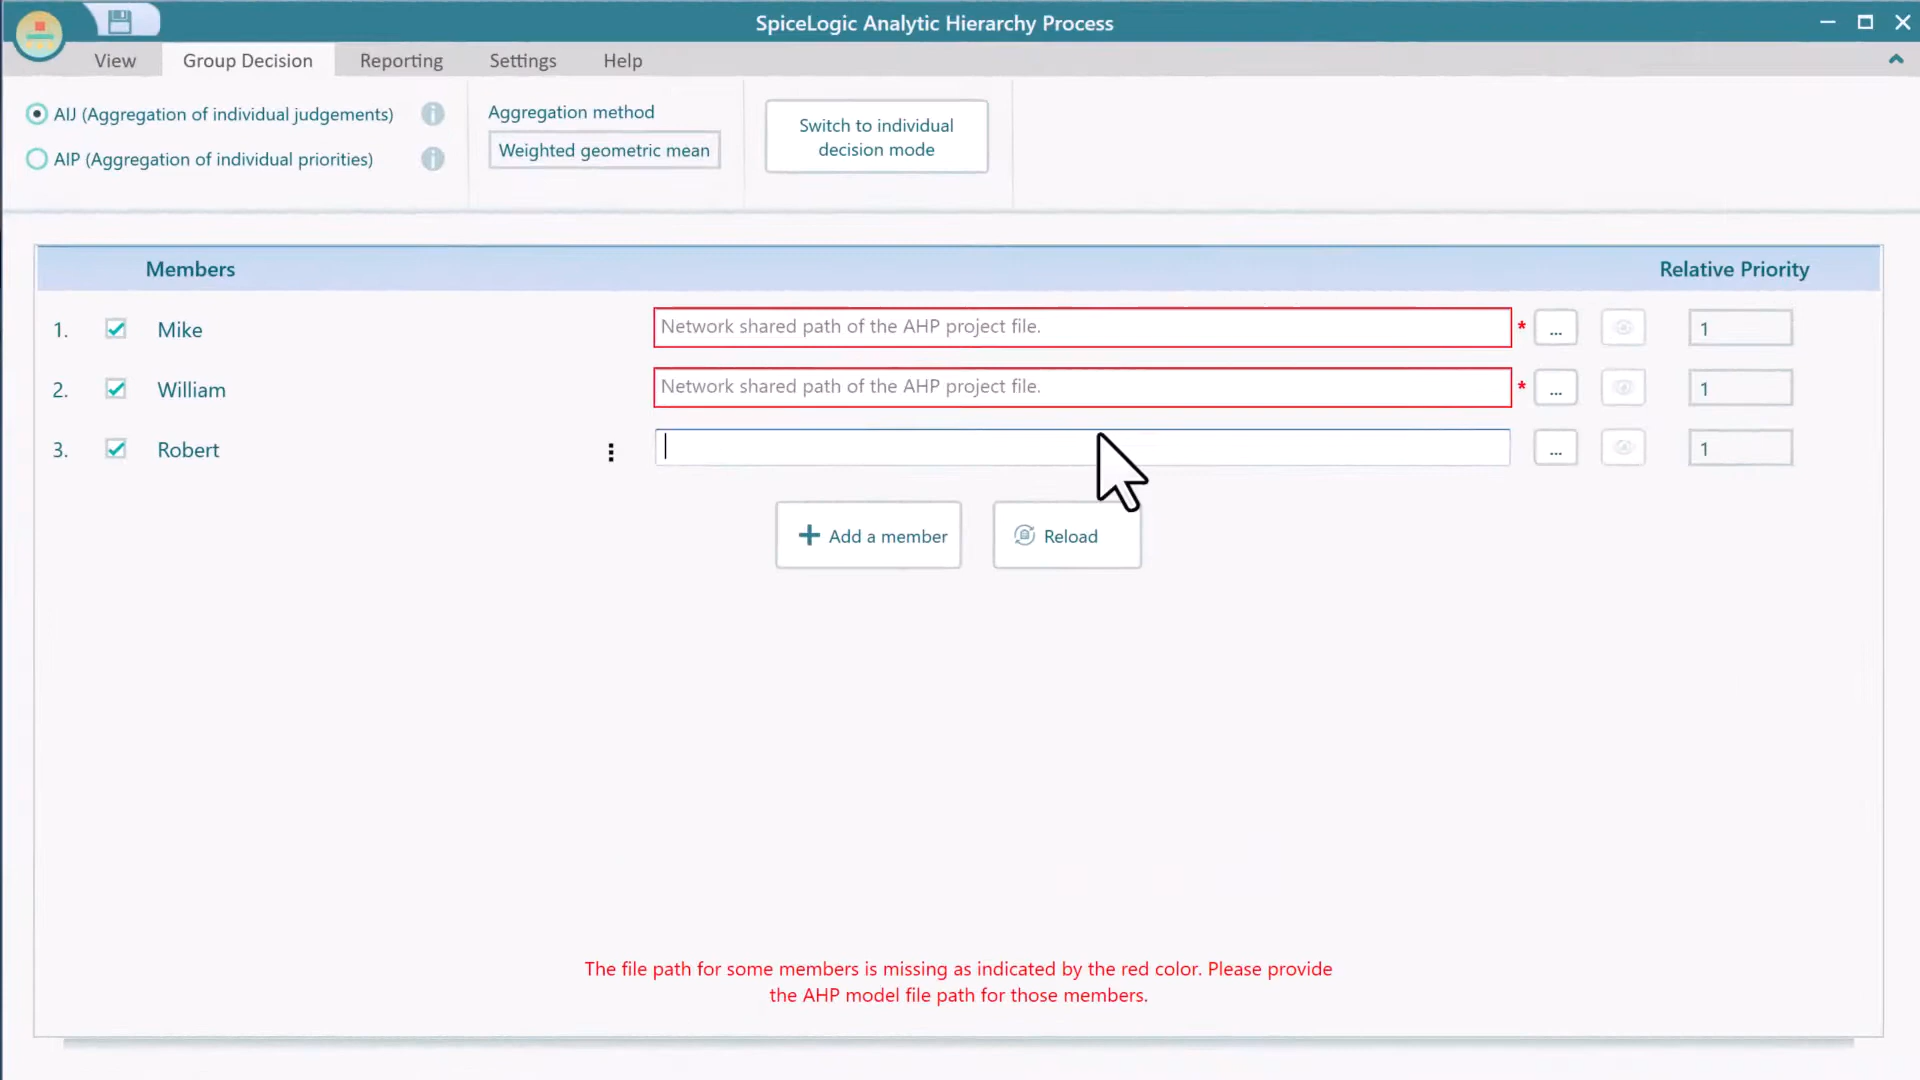 SpiceLogic Analytic Hierarchy Process
View Group Decision Reporting Settings Help
AIJ (Aggregation of individual judgements)
AIP (Aggregation of individual priorities)
Aggregation method
Weighted geometric mean
Switch to individual
decision mode
Members Relative Priority
1. Mike Network shared path of the AHP project file. * ... 1
2. William Network shared path of the AHP project file. * ... 1
3. Robert ... 1
+ Add a member Reload
The file path for some members is missing as indicated by the red color. Please provide
the AHP model file path for those members.